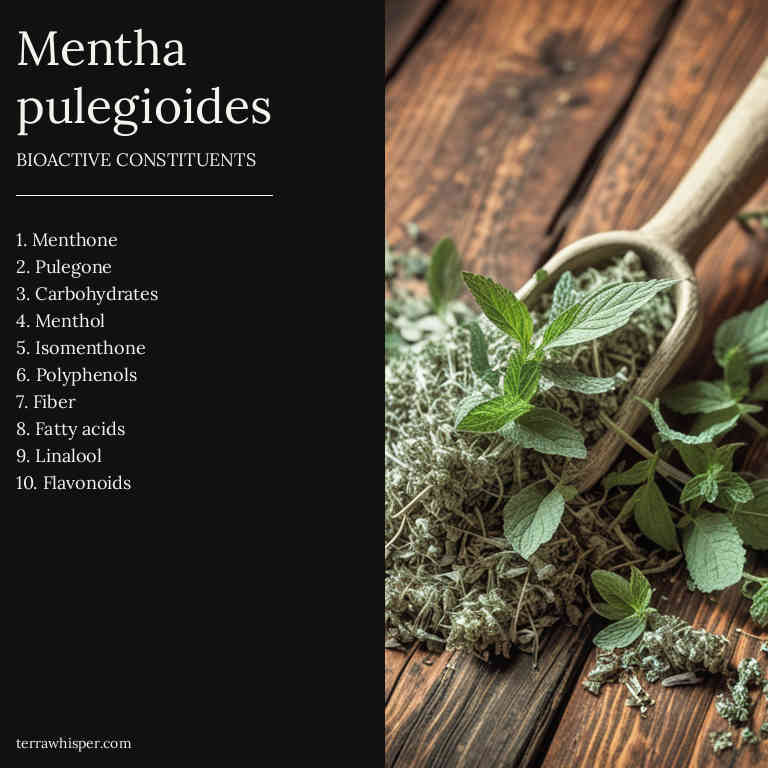 Mentha
pulegioides
BIOACTIVE CONSTITUENTS
1. Menthone
2. Pulegone
3. Carbohydrates
4. Menthol
5. Isomenthone
6. Polyphenols
7. Fiber
8. Fatty acids
9. Linalool
10. Flavonoids
terrawhisper.com